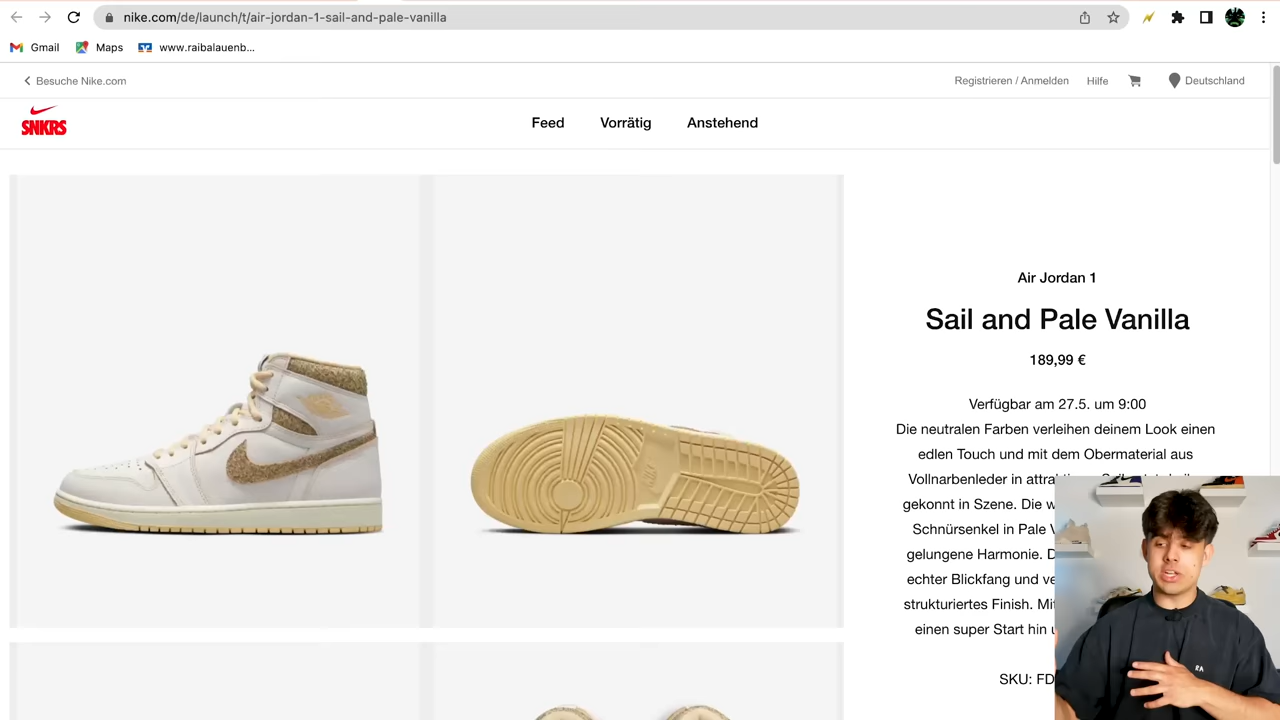 nike.com/de/launch/t/air-jordan-1-sail-and-pale-vanilla
Gmail
Maps
www.raibalauenb...
Besuche Nike.com
Registrieren / Anmelden
Hilfe
Deutschland
SNKRS
Feed
Vorrätig
Anstehend
Air Jordan 1
Sail and Pale Vanilla
189,99 €
Verfügbar am 27.5. um 9:00
Die neutralen Farben verleihen deinem Look einen
edlen Touch und mit dem Obermaterial aus
Vollnarbenleder in
gekonnt in Szene. Die
Schnürsenkel in Pale
gelungene Harmonie.
echter Blickfang und
strukturiertes Finish. Mit
einen super Start hin
SKU: FD